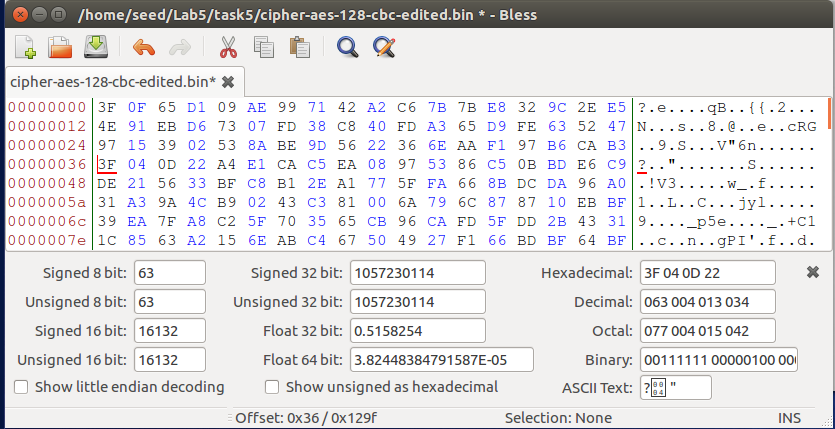 /home/seed/Lab5/task5/cipher-aes-128-cbc-edited.bin * - Bless
cipher-aes-128-cbc-edited.bin*
00000000 3F 0F 65 D1 09 AE 99 71 42 A2 C6 7B 7B E8 32 9C 2E E5 ?.e....qB..{{.2...
00000012 4E 91 EB D6 73 07 FD 38 C8 40 FD A3 65 D9 FE 63 52 47 N...s..8.@..e..cRG
00000024 97 15 39 02 53 8A BE 9D 56 22 36 6E AA F1 97 B6 CA B3 ..9.S...V"6n......
00000036 3F 04 0D 22 A4 E1 CA C5 EA 08 97 53 86 C5 0B BD E6 C9 ?..".......S......
00000048 DE 21 56 33 BF C8 B1 2E A1 77 5F FA 66 8B DC DA 96 A0 .!V3.....w_.f.....
0000005a 31 A3 9A 4C B9 02 43 C3 81 00 6A 79 6C 87 87 10 EB BF 1..L..C...jyl.....
0000006c 39 EA 7F A8 C2 5F 70 35 65 CB 96 CA FD 5F DD 2B 43 31 9...._p5e...._.+C1
0000007e 1C 85 63 A2 15 6E AB C4 67 50 49 27 F1 66 BD BF 64 BF ..c..n..gPI'.f..d.
Signed 8 bit: 63 Signed 32 bit: 1057230114 Hexadecimal: 3F 04 0D 22
Unsigned 8 bit: 63 Unsigned 32 bit: 1057230114 Decimal: 063 004 013 034
Signed 16 bit: 16132 Float 32 bit: 0.5158254 Octal: 077 004 015 042
Unsigned 16 bit: 16132 Float 64 bit: 3.82448384791587E-05 Binary: 00111111 00000100 000
Show little endian decoding Show unsigned as hexadecimal ASCII Text: ? "
Offset: 0x36 / 0x129f Selection: None INS